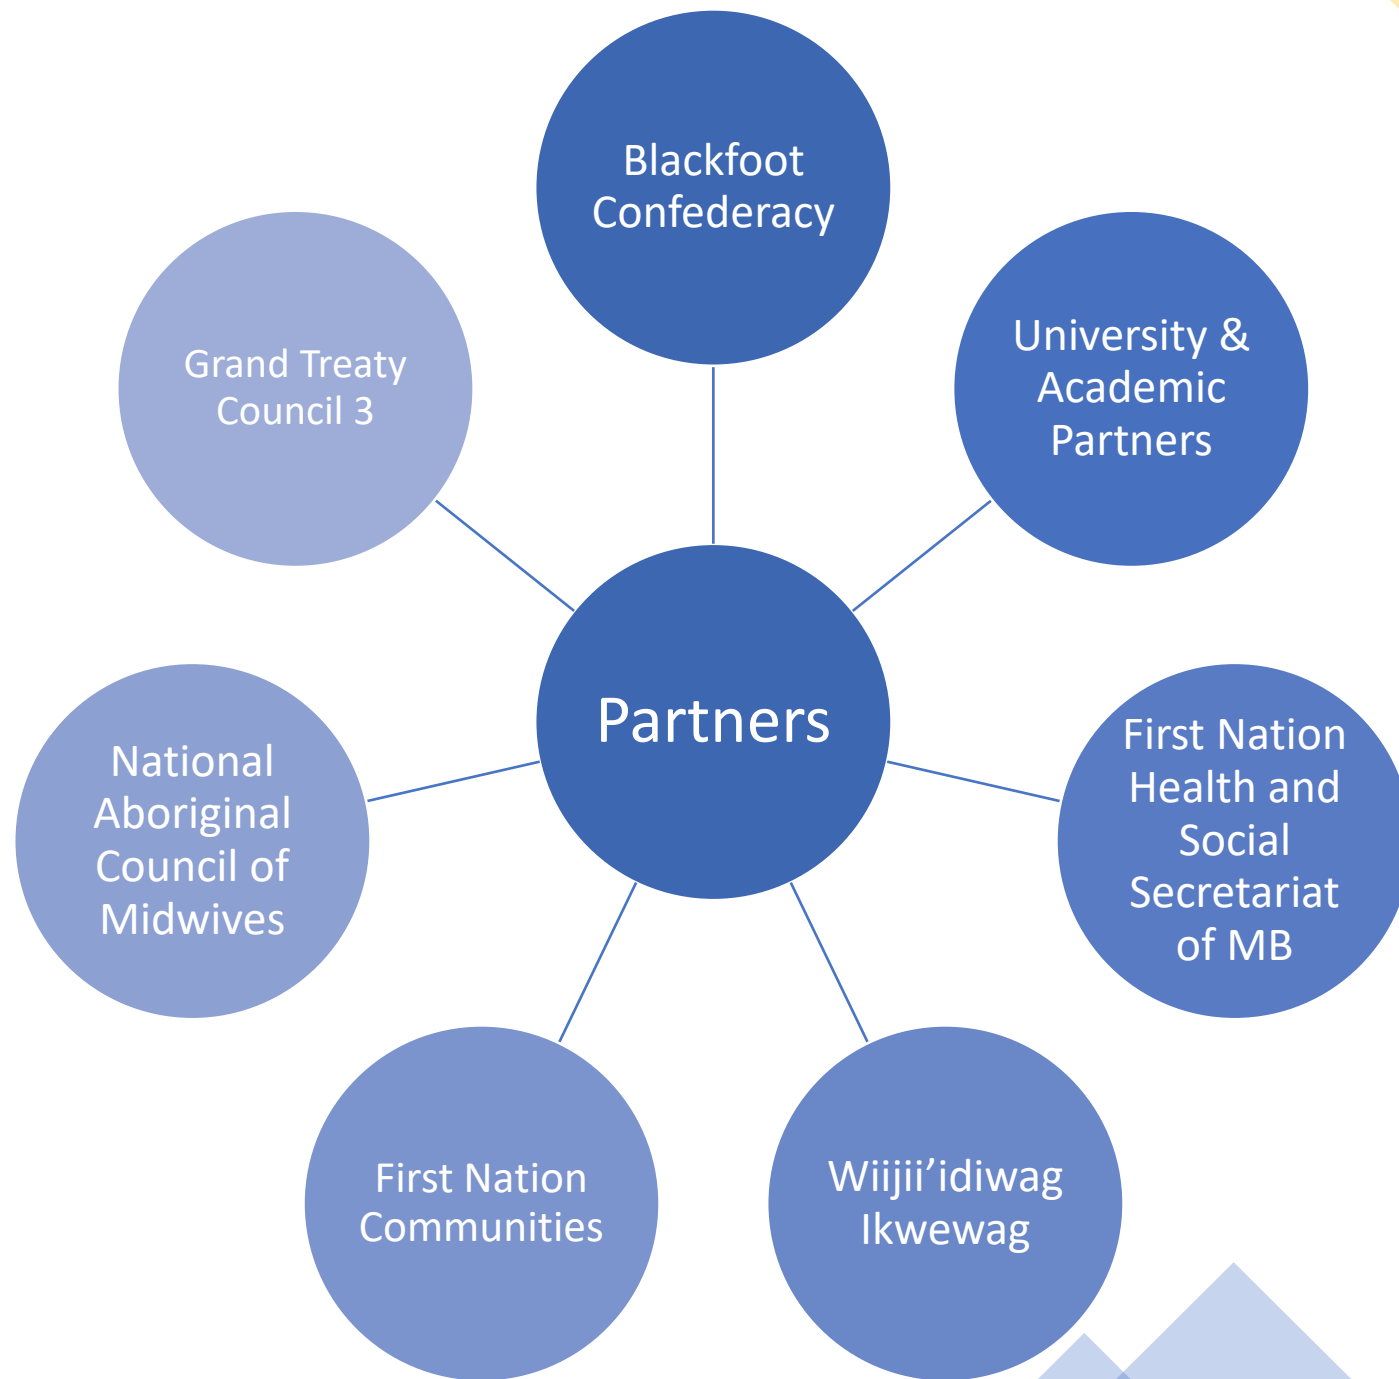 Blackfoot
Confederacy
University &
Academic
Partners
First Nation
Health and
Social
Secretariat
of MB
Wiijii’idiwag
Ikwewag
First Nation
Communities
National
Aboriginal
Council of
Midwives
Grand Treaty
Council 3
Partners